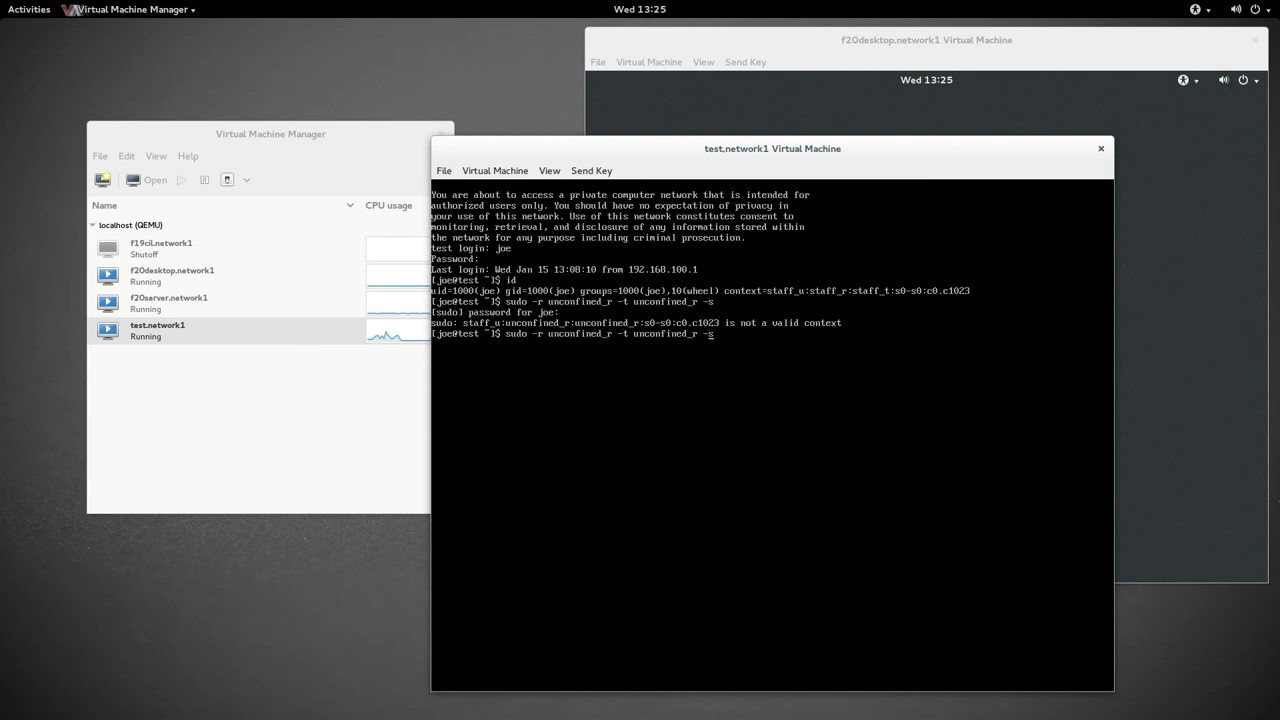 Activities
Virtual Machine Manager
Wed 13:25
f20desktop.network1 Virtual Machine
File Virtual Machine View Send Key
Wed 13:25
Virtual Machine Manager
File Edit View Help
Open
Name CPU usage
localhost (QEMU)
f19cil.network1
Shutoff
f20desktop.network1
Running
f20server.network1
Running
test.network1
Running
test.network1 Virtual Machine
File Virtual Machine View Send Key
You are about to access a private computer network that is intended for
authorized users only. You should have no expectation of privacy in
your use of this network. Use of this network constitutes consent to
monitoring, retrieval, and disclosure of any information stored within
the network for any purpose including criminal prosecution.
test login: joe
Password:
Last login: Wed Jan 15 13:08:10 from 192.168.100.1
[joe@test ~]$ id
uid=1000(joe) gid=1000(joe) groups=1000(joe),10(wheel) context=staff_u:staff_r:staff_t:s0-s0:c0.c1023
[joe@test ~]$ sudo -r unconfined_r -t unconfined_r -s
[sudo] password for joe:
sudo: staff_u:unconfined_r:unconfined_r:s0-s0:c0.c1023 is not a valid context
[joe@test ~]$ sudo -r unconfined_r -t unconfined_r -s